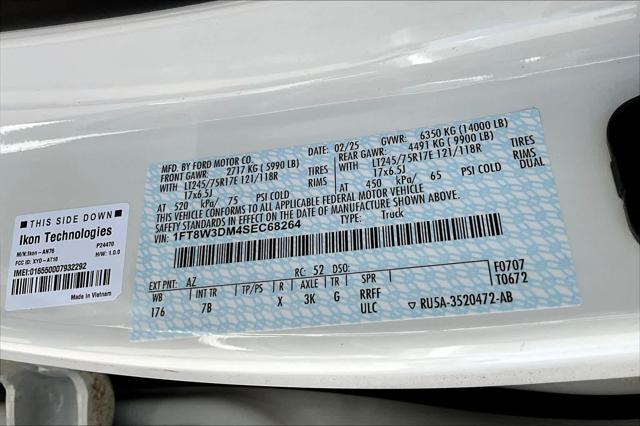 THIS SIDE DOWN
Ikon Technologies
P24470
M/N:Ikon-AN76 H/W: 1.0.0
FCC ID: XYD-AT16
IMEI:016550007932292
Made in Vietnam
MFD. BY FORD MOTOR CO.
FRONT GAWR: 2717 KG ( 5990 LB)
WITH LT245/75R17E 121/118R TIRES
17x6.5J RIMS
AT 520 kPa/ 75 PSI COLD
02/25 GVWR: 6350 KG (14000 LB)
REAR GAWR: 4491 KG ( 9900 LB)
WITH LT245/75R17E 121/118R TIRES
17x6.5J RIMS
AT 450 kPa/ 65 PSI COLD DUAL
THIS VEHICLE CONFORMS TO ALL APPLICABLE FEDERAL MOTOR VEHICLE
SAFETY STANDARDS IN EFFECT ON THE DATE OF MANUFACTURE SHOWN ABOVE.
VIN: 1FT8W3DM4SEC68264
TYPE: Truck
EXT PNT: AZ RC: 52 DSO: F0707
WB INT TR TP/PS R AXLE TR SPR T0672
176 7B X 3K G RRFF
ULC ▽ RU5A-3520472-AB